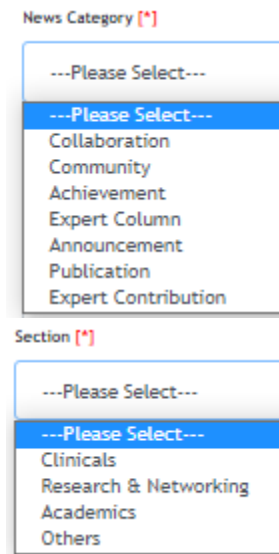 News Category [*]
---Please Select---
---Please Select---
Collaboration
Community
Achievement
Expert Column
Announcement
Publication
Expert Contribution
Section [*]
---Please Select---
---Please Select---
Clinicals
Research & Networking
Academics
Others